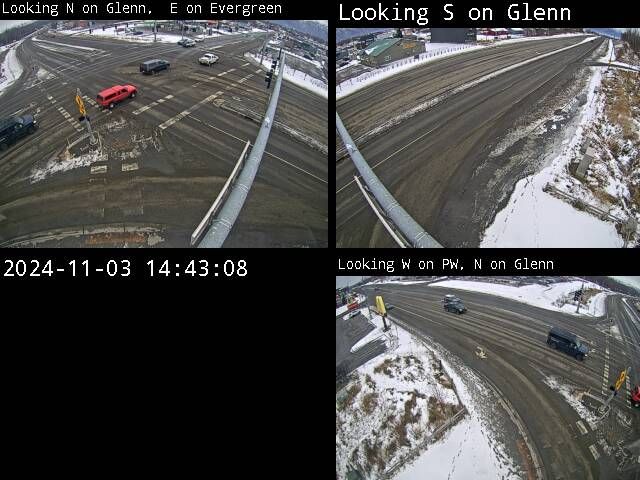 Looking N on Glenn,  E on Evergreen
Looking S on Glenn
2024-11-03 14:43:08
Looking W on PW, N on Glenn